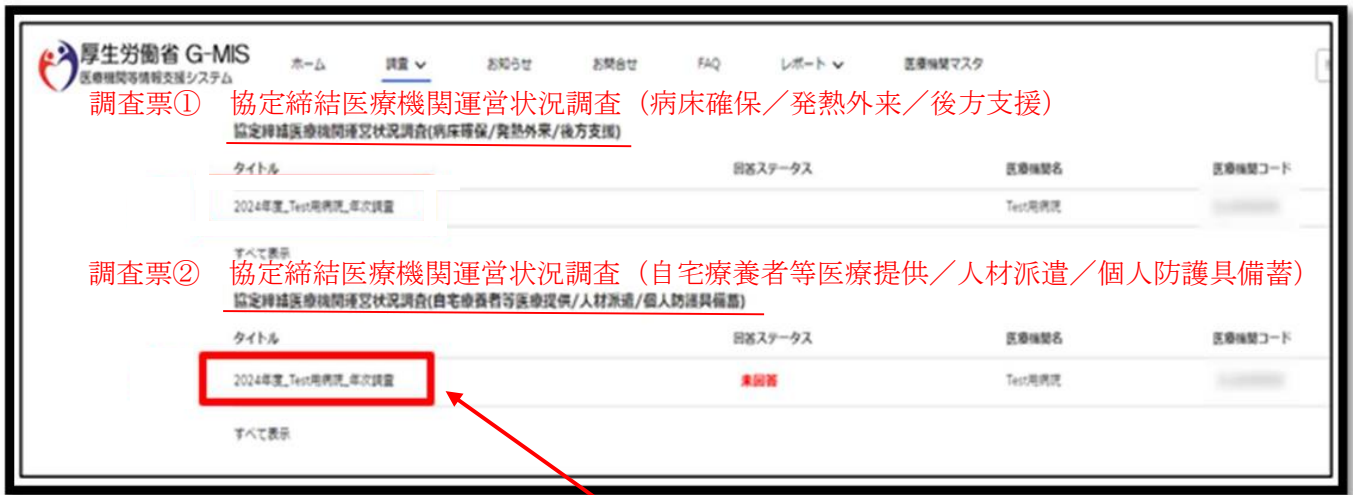 厚生労働省 G-MIS
医療機関等情報支援システム
ホーム 調査 お知らせ お問合せ FAQ レポート 医療機関マスタ
調査票① 協定締結医療機関運営状況調査（病床確保／発熱外来／後方支援）
協定締結医療機関運営状況調査(病床確保/発熱外来/後方支援)
タイトル 回答ステータス 医療機関名 医療機関コード
2024年度_Test用病院_年次調査 Test用病院
すべて表示
調査票② 協定締結医療機関運営状況調査（自宅療養者等医療提供／人材派遣／個人防護具備蓄）
協定締結医療機関運営状況調査(自宅療養者等医療提供/人材派遣/個人防護具備蓄)
タイトル 回答ステータス 医療機関名 医療機関コード
2024年度_Test用病院_年次調査 未回答 Test用病院
すべて表示